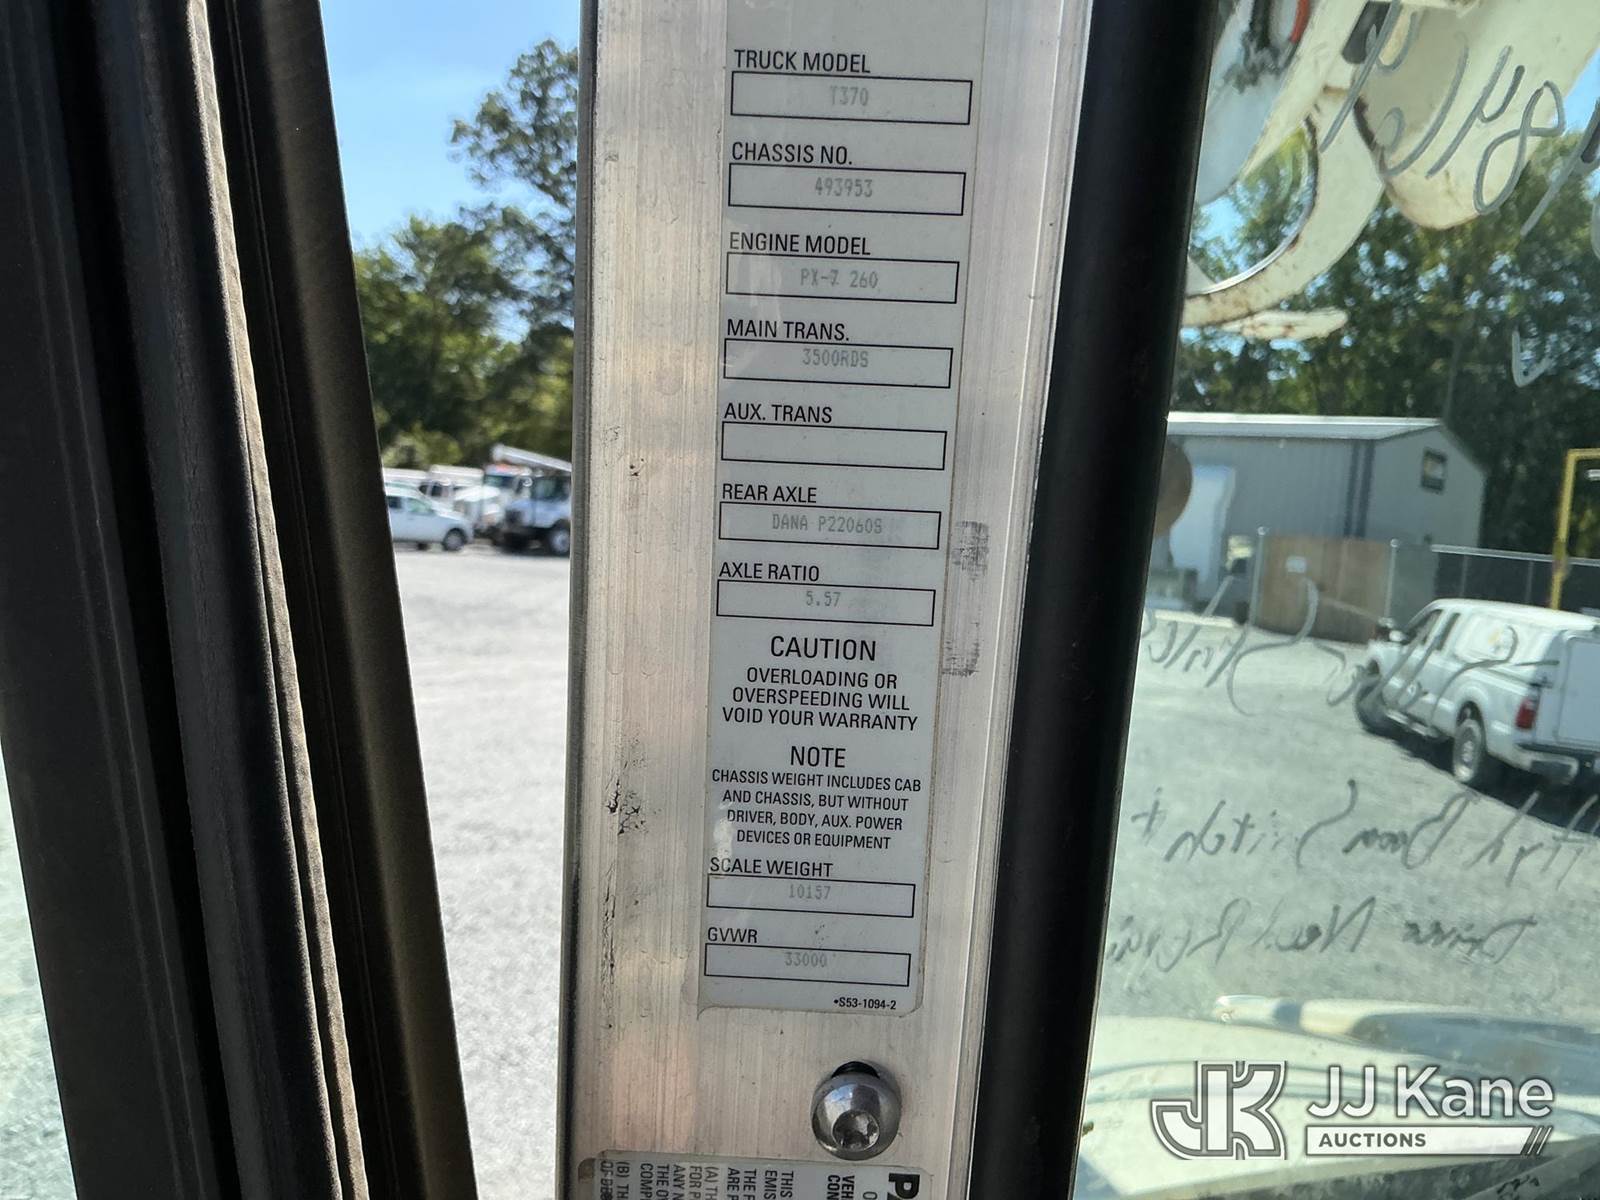 TRUCK MODEL
T370
CHASSIS NO.
493953
ENGINE MODEL
PX-7 260
MAIN TRANS.
3500RDS
AUX. TRANS
REAR AXLE
DANA P22060S
AXLE RATIO
5.57
CAUTION
OVERLOADING OR
OVERSPEEDING WILL
VOID YOUR WARRANTY
NOTE
CHASSIS WEIGHT INCLUDES CAB
AND CHASSIS, BUT WITHOUT
DRIVER, BODY, AUX. POWER
DEVICES OR EQUIPMENT
SCALE WEIGHT
10157
GVWR
33000
•S53-1094-2
JJ Kane
AUCTIONS